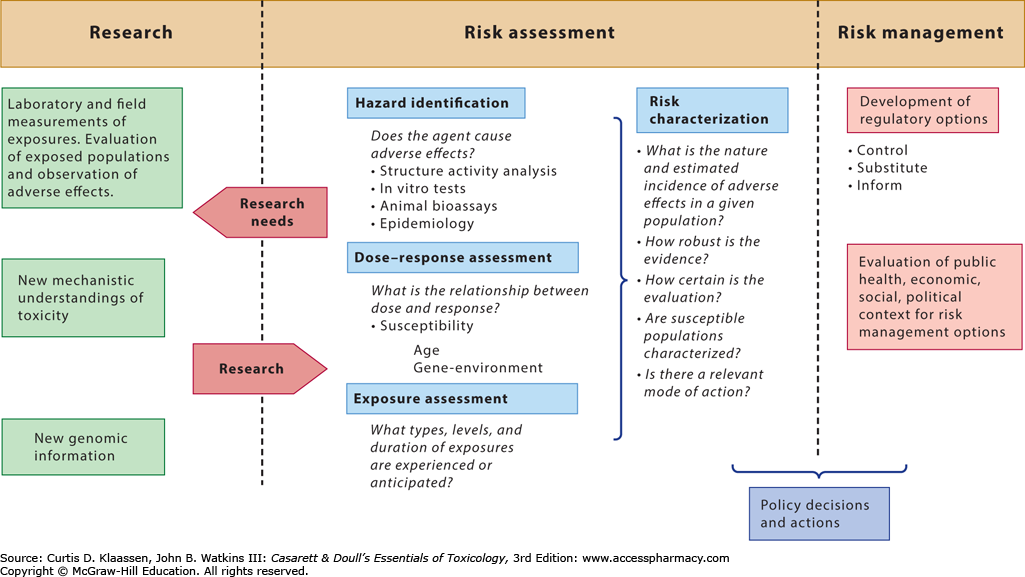 Research
Risk assessment
Risk management
Laboratory and field
measurements of
exposures. Evaluation
of exposed populations
and observation of
adverse effects.
New mechanistic
understandings of
toxicity
New genomic
information
Research
needs
Research
Hazard identification
Does the agent cause
adverse effects?
• Structure activity analysis
• In vitro tests
• Animal bioassays
• Epidemiology
Dose–response assessment
What is the relationship between
dose and response?
• Susceptibility
Age
Gene-environment
Exposure assessment
What types, levels, and
duration of exposures
are experienced or
anticipated?
Risk
characterization
• What is the nature
and estimated
incidence of adverse
effects in a given
population?
• How robust is the
evidence?
• How certain is the
evaluation?
• Are susceptible
populations
characterized?
• Is there a relevant
mode of action?
Development of
regulatory options
• Control
• Substitute
• Inform
Evaluation of public
health, economic,
social, political
context for risk
management options
Policy decisions
and actions
Source: Curtis D. Klaassen, John B. Watkins III: Casarett & Doull’s Essentials of Toxicology, 3rd Edition: www.accesspharmacy.com
Copyright © McGraw-Hill Education. All rights reserved.